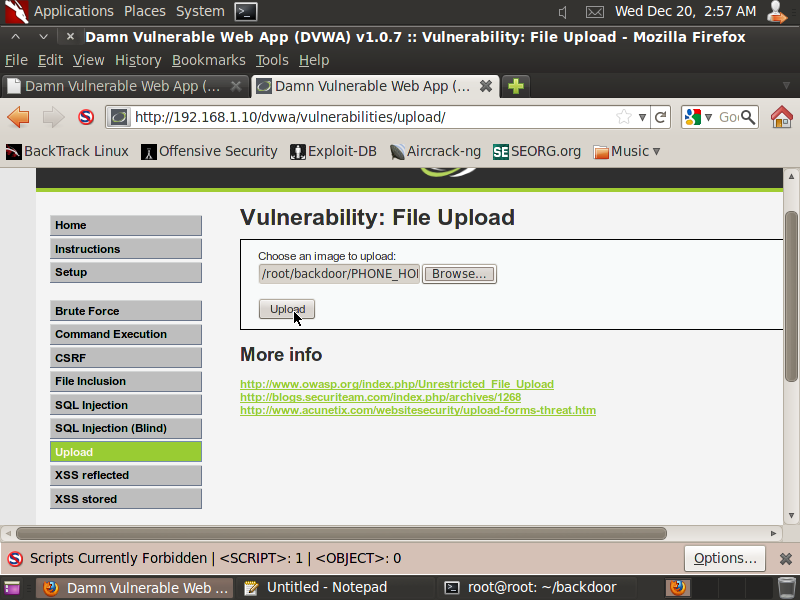 Applications Places System Wed Dec 20, 2:57 AM
Damn Vulnerable Web App (DVWA) v1.0.7 :: Vulnerability: File Upload - Mozilla Firefox
File Edit View History Bookmarks Tools Help
Damn Vulnerable Web App (... Damn Vulnerable Web App (...
http://192.168.1.10/dvwa/vulnerabilities/upload/
BackTrack Linux Offensive Security Exploit-DB Aircrack-ng SE SEORG.org Music
Vulnerability: File Upload
Home
Instructions
Setup
Brute Force
Command Execution
CSRF
File Inclusion
SQL Injection
SQL Injection (Blind)
Upload
XSS reflected
XSS stored
Choose an image to upload:
/root/backdoor/PHONE_HO Browse...
Upload
More info
http://www.owasp.org/index.php/Unrestricted_File_Upload
http://blogs.securiteam.com/index.php/archives/1268
http://www.acunetix.com/websitesecurity/upload-forms-threat.htm
Scripts Currently Forbidden | <SCRIPT>: 1 | <OBJECT>: 0 Options...
Damn Vulnerable Web ... Untitled - Notepad root@root: ~/backdoor